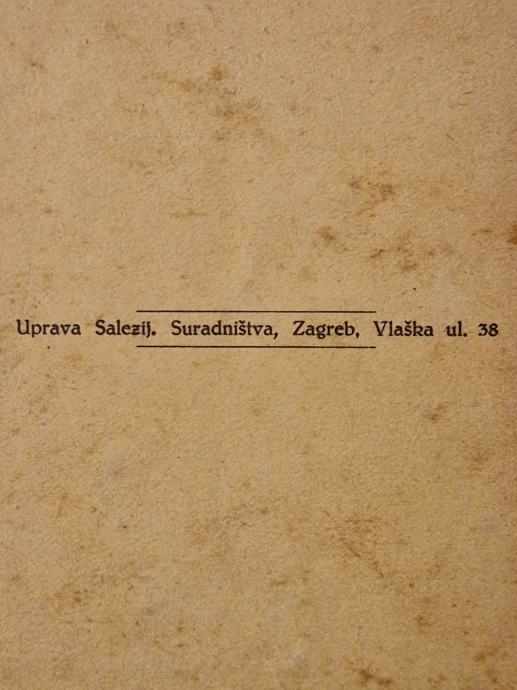 Uprava Salezij. Suradništva, Zagreb, Vlaška ul. 38